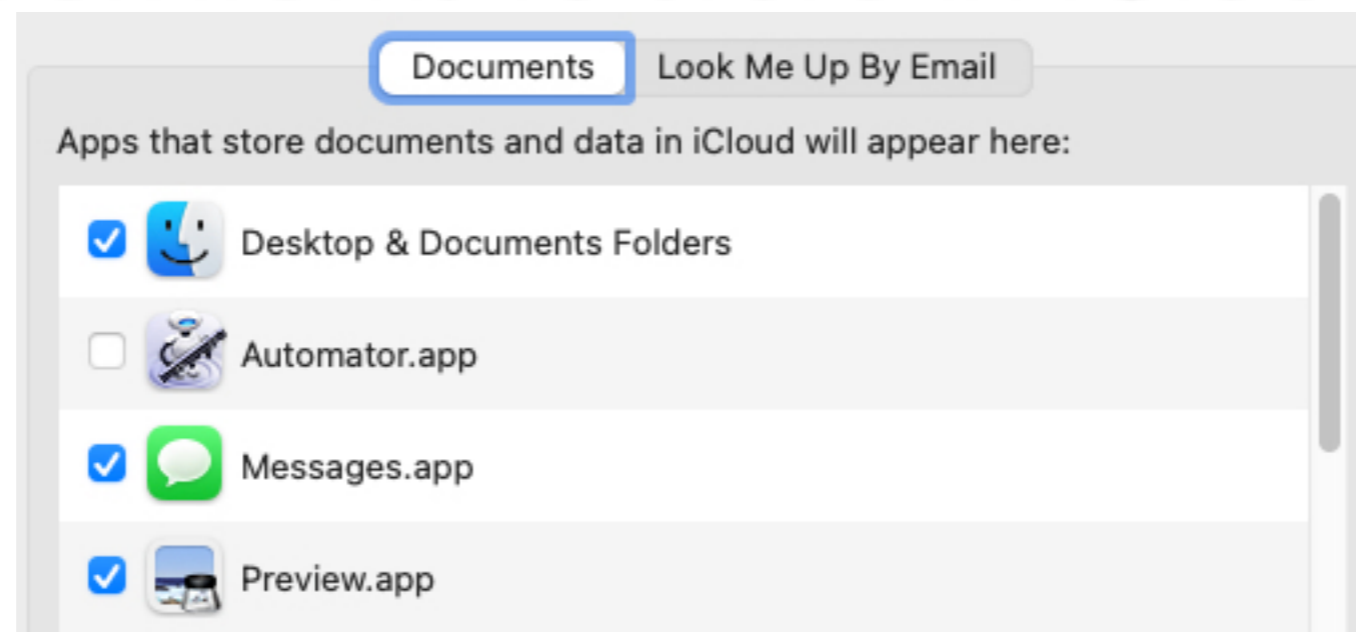 Documents
Look Me Up By Email
Apps that store documents and data in iCloud will appear here:
Desktop & Documents Folders
Automator.app
Messages.app
Preview.app